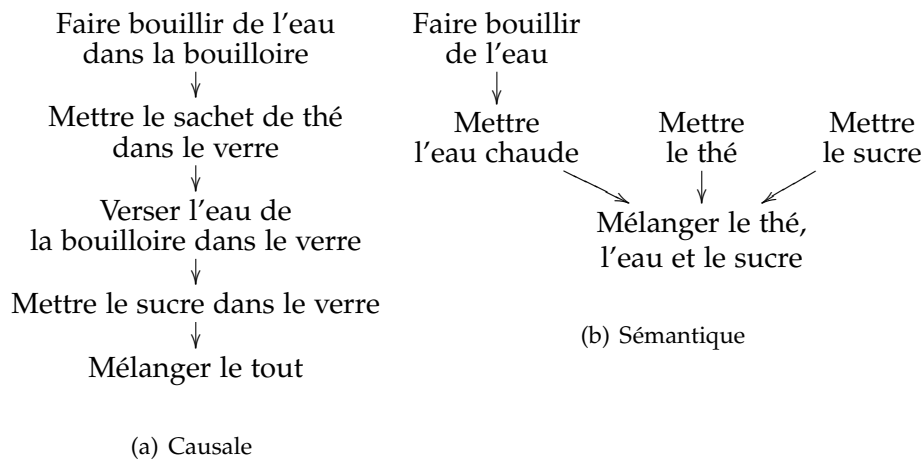 Faire bouillir de l'eau
dans la bouilloire
Mettre le sachet de thé
dans le verre
Verser l'eau de
la bouilloire dans le verre
Mettre le sucre dans le verre
Mélanger le tout
(a) Causale
Faire bouillir
de l'eau
Mettre
l'eau chaude
Mettre
le thé
Mettre
le sucre
Mélanger le thé,
l'eau et le sucre
(b) Sémantique